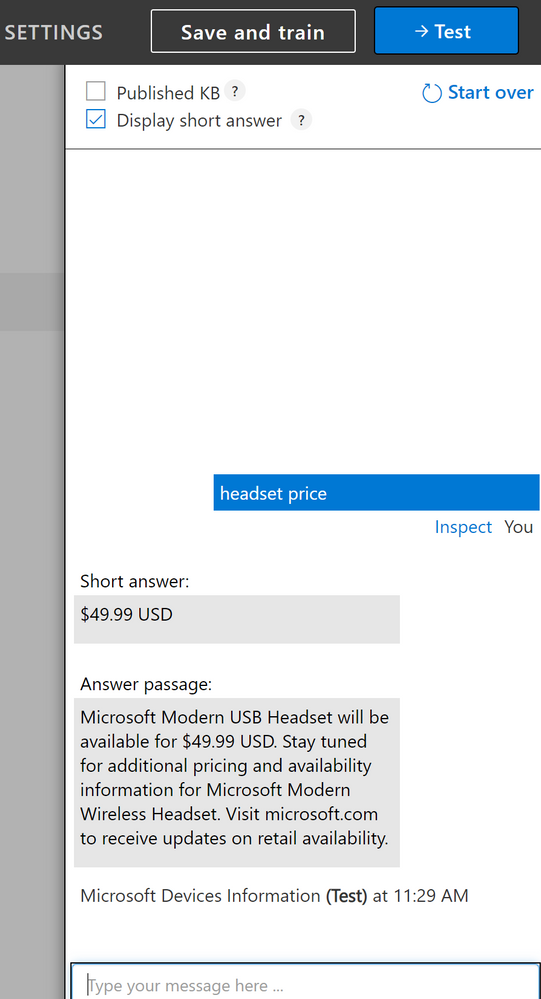 SETTINGS Save and train → Test
Published KB ? Start over
Display short answer ?
headset price
Inspect You
Short answer:
$49.99 USD
Answer passage:
Microsoft Modern USB Headset will be
available for $49.99 USD. Stay tuned
for additional pricing and availability
information for Microsoft Modern
Wireless Headset. Visit microsoft.com
to receive updates on retail availability.
Microsoft Devices Information (Test) at 11:29 AM
Type your message here ...